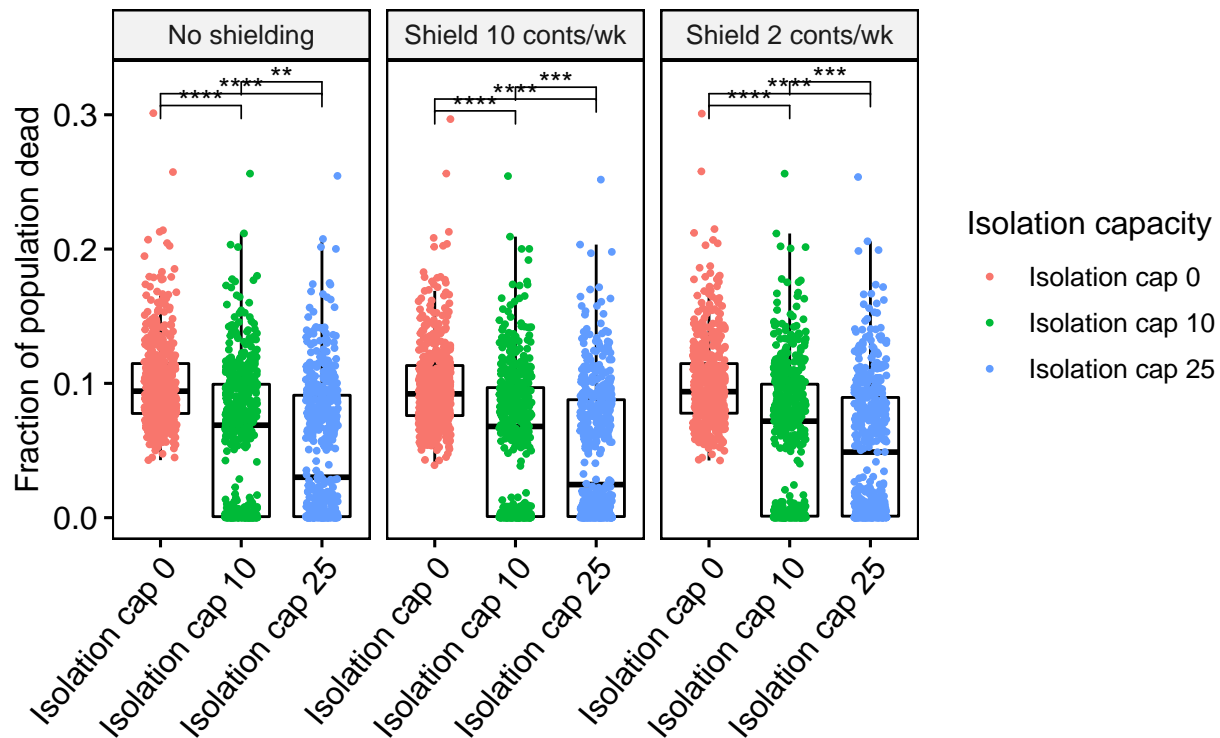 No shielding
Shield 10 conts/wk
Shield 2 conts/wk
**
****
****
***
****
****
***
****
****
Fraction of population dead
0.3
0.2
0.1
0.0
Isolation cap 0
Isolation cap 10
Isolation cap 25
Isolation cap 0
Isolation cap 10
Isolation cap 25
Isolation cap 0
Isolation cap 10
Isolation cap 25
Isolation capacity
Isolation cap 0
Isolation cap 10
Isolation cap 25